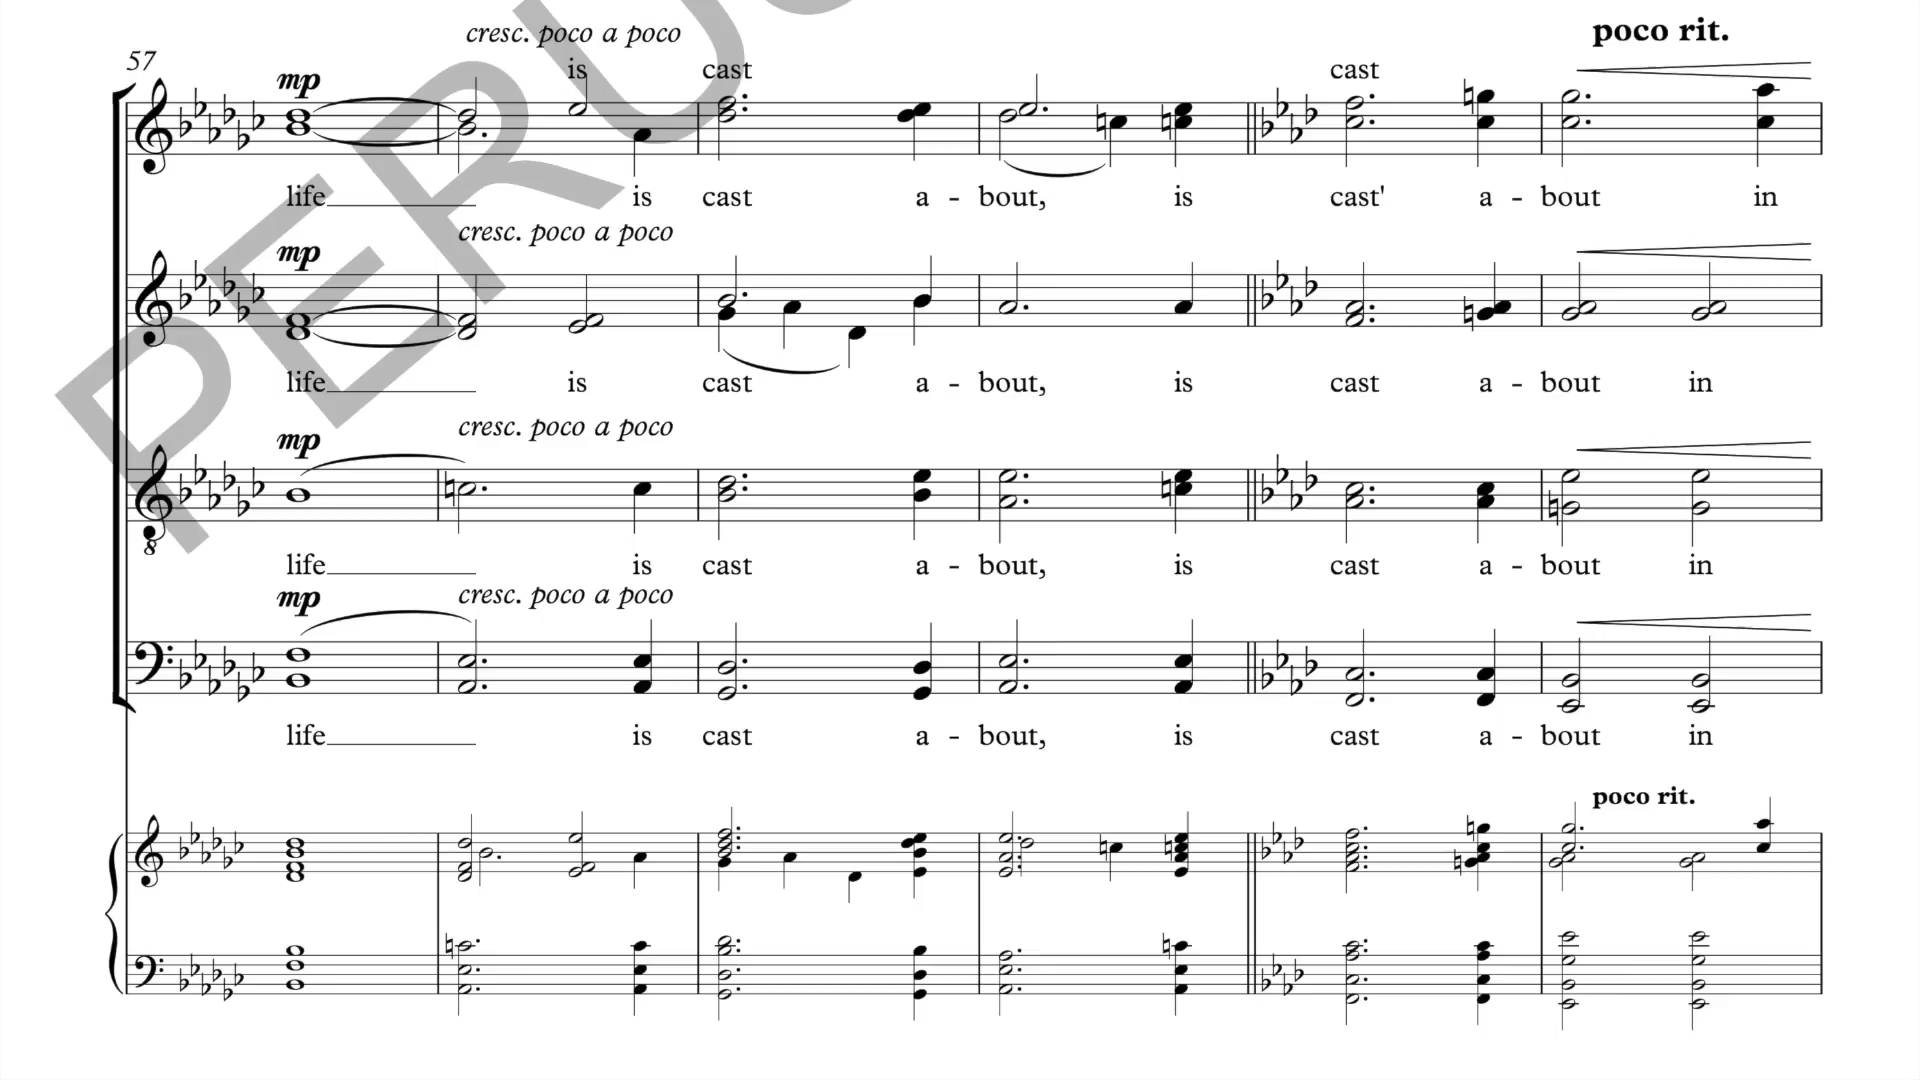 cresc. poco a poco
poco rit.
57
mp
is cast cast
life is cast a - bout, is cast' a - bout in
cresc. poco a poco
mp
life is cast a - bout, is cast a - bout in
cresc. poco a poco
mp
8
life is cast a - bout, is cast a - bout in
cresc. poco a poco
mp
life is cast a - bout, is cast a - bout in
poco rit.